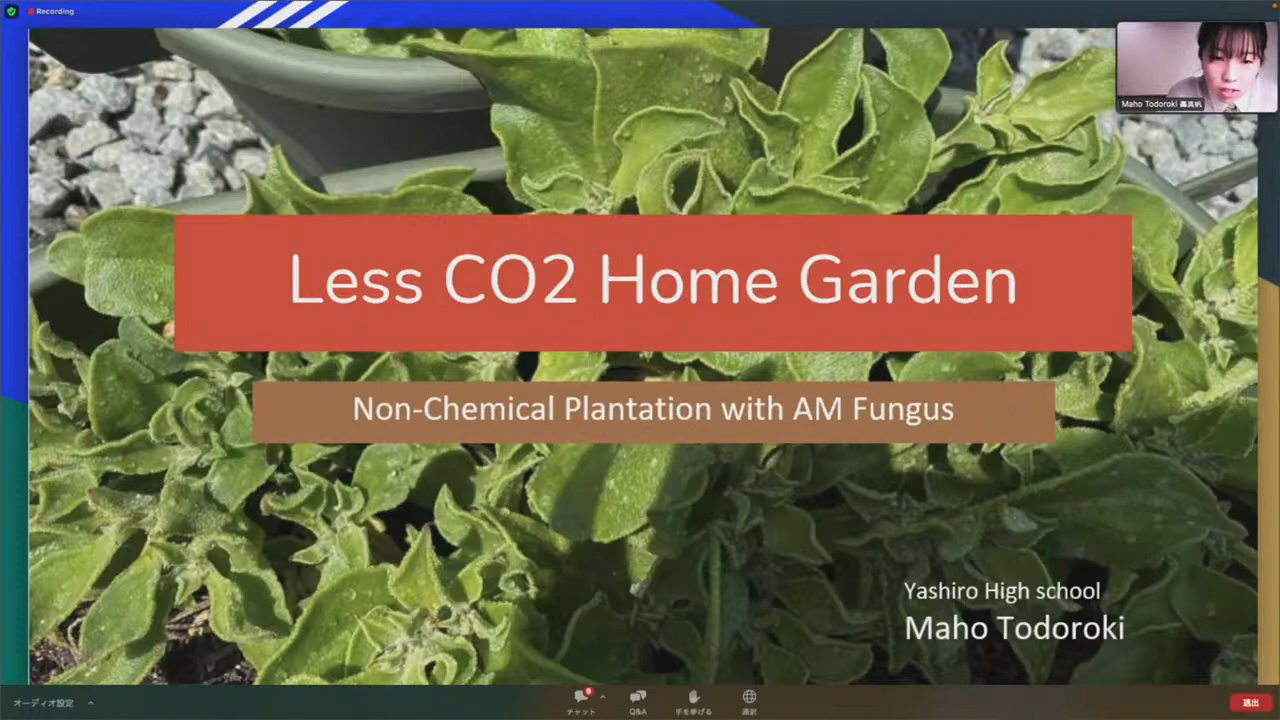 Recording
Maho Todoroki 轟真帆
Less CO2 Home Garden
Non-Chemical Plantation with AM Fungus
Yashiro High school
Maho Todoroki
オーディオ設定
チャット
Q&A
手を挙げる
通訳
退出